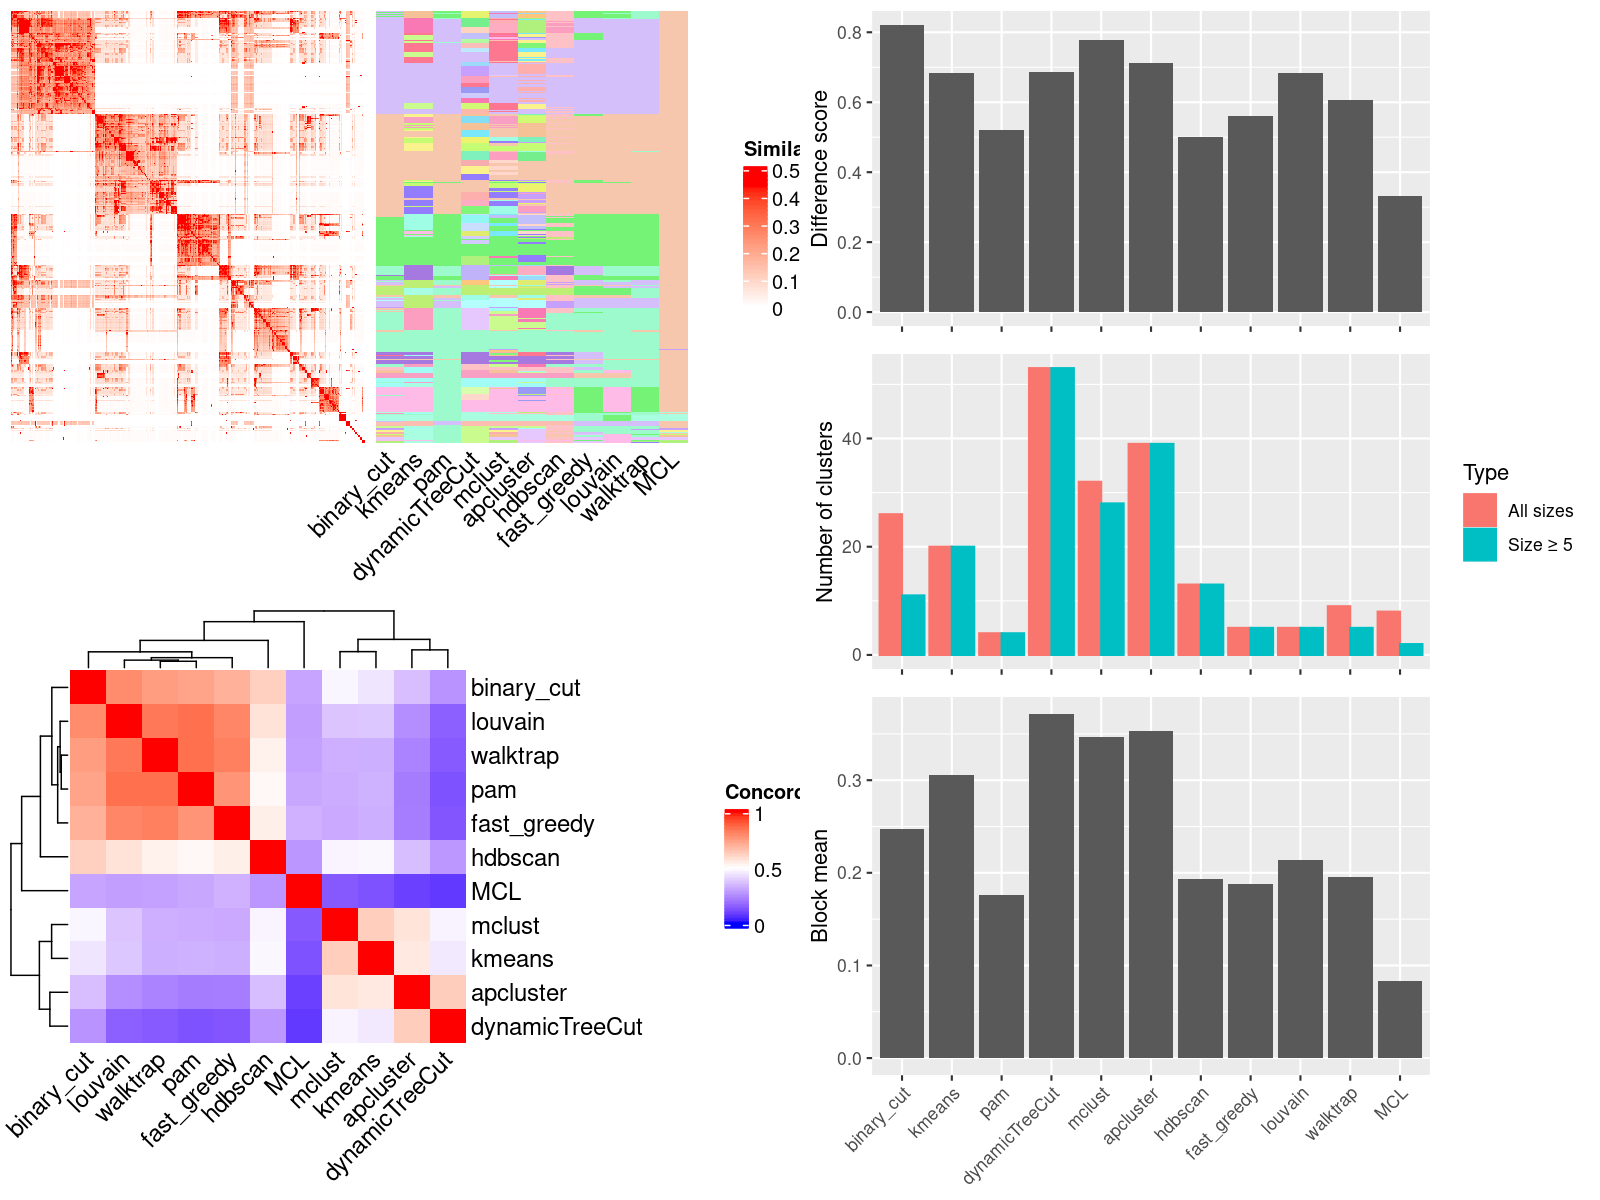 Simila
0.5
0.4
0.3
0.2
0.1
0
binary_cut
kmeans
pam
dynamicTreeCut
mclust
apcluster
hdbscan
fast_greedy
louvain
walktrap
MCL
Difference score
0.8
0.6
0.4
0.2
0.0
Number of clusters
40
20
0
Type
All sizes
Size ≥ 5
binary_cut
louvain
walktrap
pam
fast_greedy
hdbscan
MCL
mclust
kmeans
apcluster
dynamicTreeCut
binary_cut
louvain
walktrap
pam
fast_greedy
hdbscan
MCL
mclust
kmeans
apcluster
dynamicTreeCut
Concord
1
0.5
0
Block mean
0.3
0.2
0.1
0.0
binary_cut
kmeans
pam
dynamicTreeCut
mclust
apcluster
hdbscan
fast_greedy
louvain
walktrap
MCL